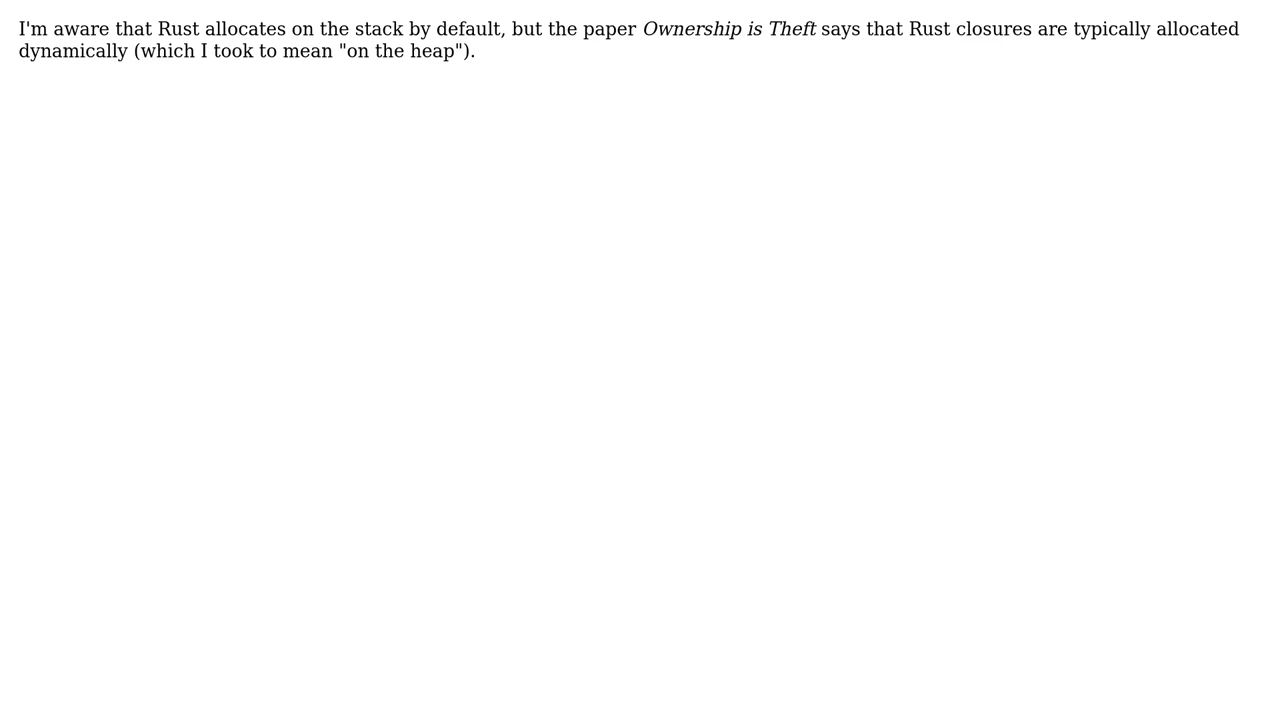 I'm aware that Rust allocates on the stack by default, but the paper Ownership is Theft says that Rust closures are typically allocated
dynamically (which I took to mean "on the heap").